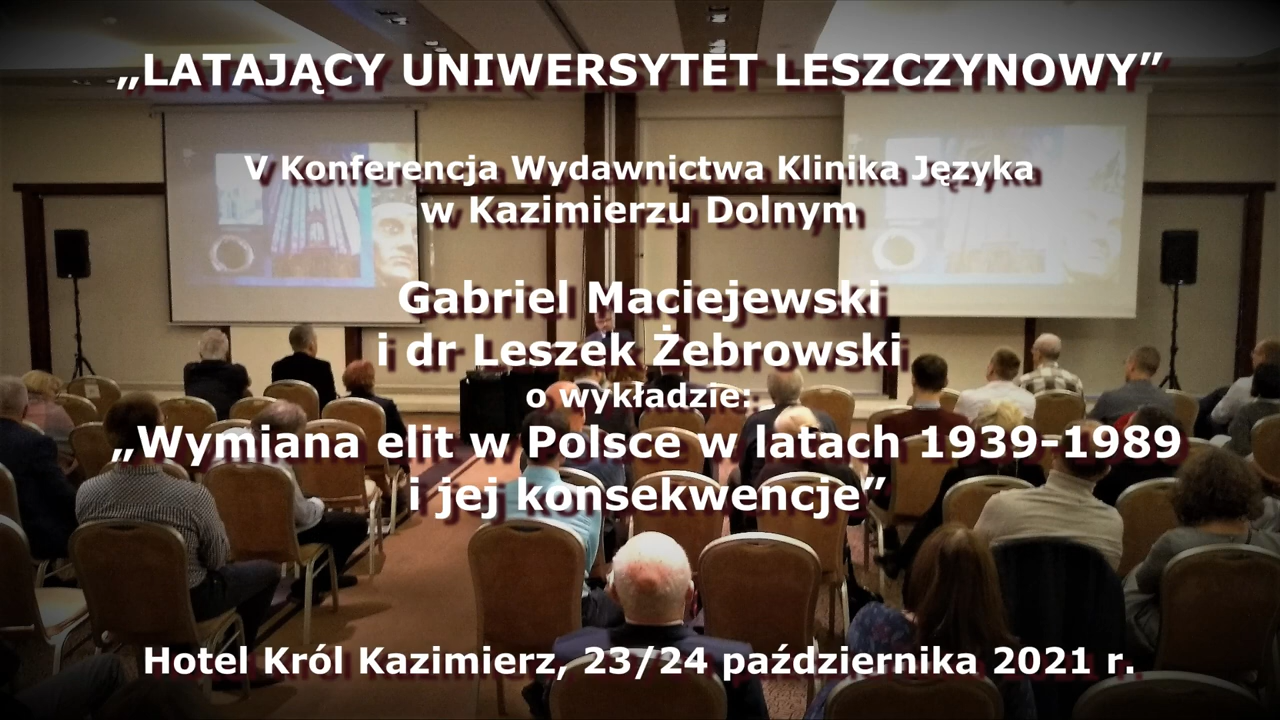 „LATAJĄCY UNIWERSYTET LESZCZYNOWY”
V Konferencja Wydawnictwa Klinika Języka
w Kazimierzu Dolnym
Gabriel Maciejewski
i dr Leszek Żebrowski
o wykładzie:
„Wymiana elit w Polsce w latach 1939-1989
i jej konsekwencje”
Hotel Król Kazimierz, 23/24 października 2021 r.